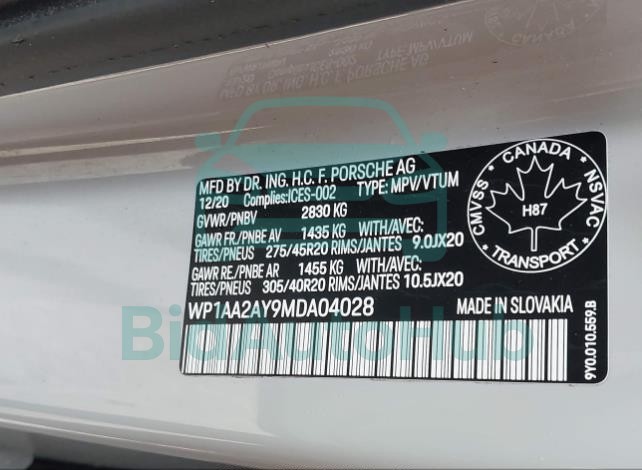 MFD BY DR. ING. H.C. F. PORSCHE AG
12/20 Complies:ICES-002 TYPE: MPV/VTUM
GVWR/PNBV 2830 KG
GAWR FR./PNBE AV 1435 KG WITH/AVEC:
TIRES/PNEUS 275/45R20 RIMS/JANTES 9.0JX20
GAWR RE./PNBE AR 1455 KG WITH/AVEC:
TIRES/PNEUS 305/40R20 RIMS/JANTES 10.5JX20
WP1AA2AY9MDA04028 MADE IN SLOVAKIA
CANADA
CMVSS
NSVAC
H87
TRANSPORT
9Y0.010.559.B
BidAutoHub